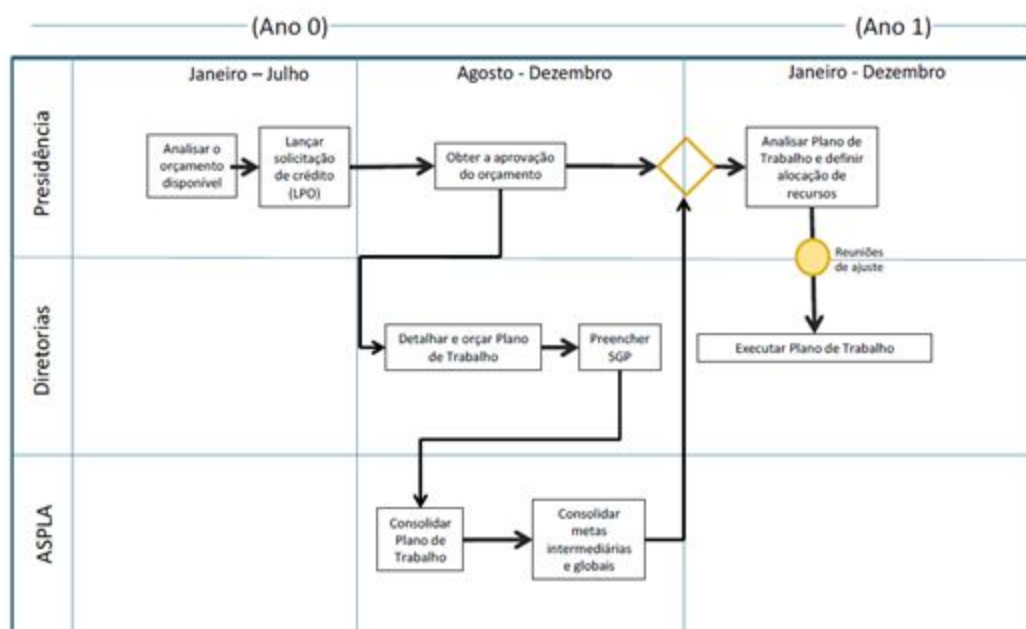 (Ano 0)
(Ano 1)
Janeiro – Julho
Agosto - Dezembro
Janeiro - Dezembro
Presidência
Analisar o
orçamento
disponível
Lançar
solicitação
de crédito
(LPO)
Obter a aprovação
do orçamento
Analisar Plano de
Trabalho e definir
alocação de
recursos
Reuniões
de ajuste
Diretorias
Detalhar e orçar Plano
de Trabalho
Preencher
SGP
Executar Plano de Trabalho
ASPLA
Consolidar
Plano de
Trabalho
Consolidar
metas
intermediárias
e globais